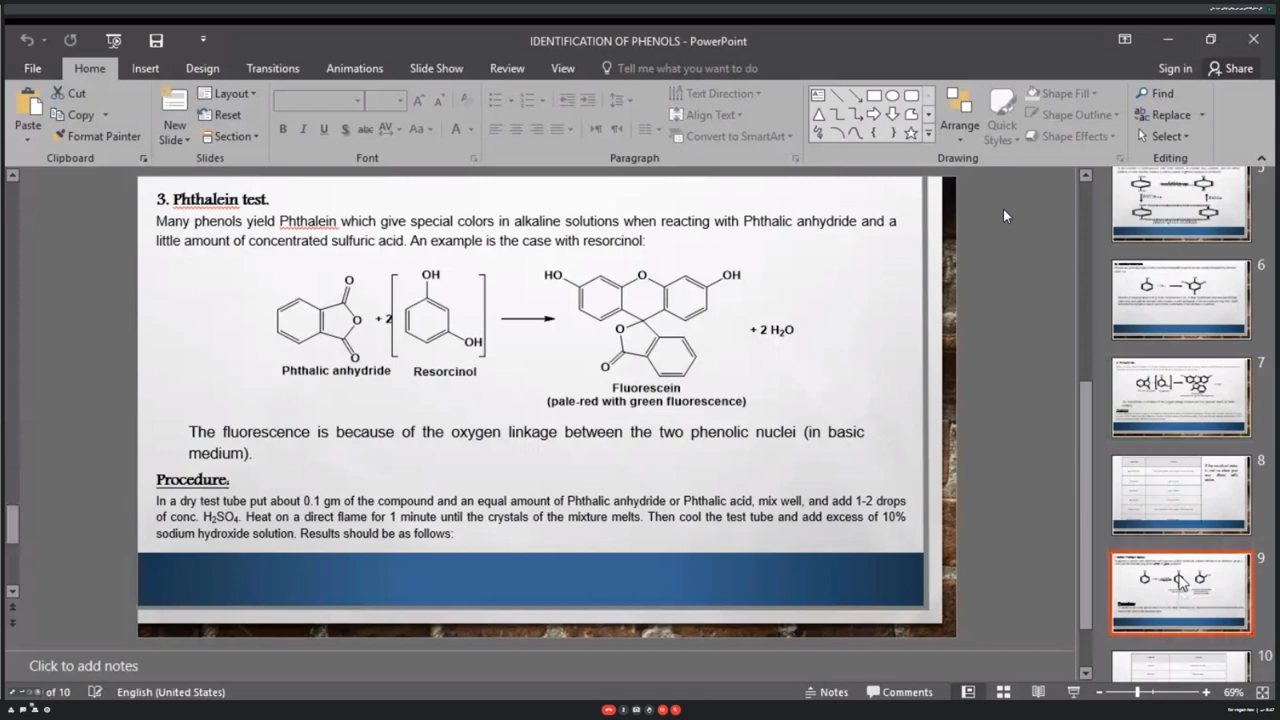 IDENTIFICATION OF PHENOLS - PowerPoint
File Home Insert Design Transitions Animations Slide Show Review View Tell me what you want to do Sign in Share
Cut
Copy
Format Painter
Paste
Clipboard
New Slide
Layout
Reset
Section
Slides
B I U S abc AV Aa A
Font
Paragraph
Text Direction
Align Text
Convert to SmartArt
Arrange
Quick Styles
Shape Fill
Shape Outline
Shape Effects
Drawing
Find
Replace
Select
Editing
3. Phthalein test.
Many phenols yield Phthalein which give special colors in alkaline solutions when reacting with Phthalic anhydride and a
little amount of concentrated sulfuric acid. An example is the case with resorcinol:
O O O + 2 OH OH HO O OH O O + 2 H₂O
Phthalic anhydride Resorcinol
Fluorescein
(pale-red with green fluorescence)
The fluorescence is because of the oxygen linkage between the two phenolic nuclei (in basic
medium).
Procedure.
In a dry test tube put about 0.1 gm of the compound and an equal amount of Phthalic anhydride or Phthalic acid, mix well, and add 1-2 drops
of conc. H₂SO₄. Heat on a direct flame for 1 minute until the crystals of the mixture melts. Then cool the test tube and add excess of 10%
sodium hydroxide solution. Results should be as follows:
6
7
8
9
10
Click to add notes
of 10 English (United States) Notes Comments 69%